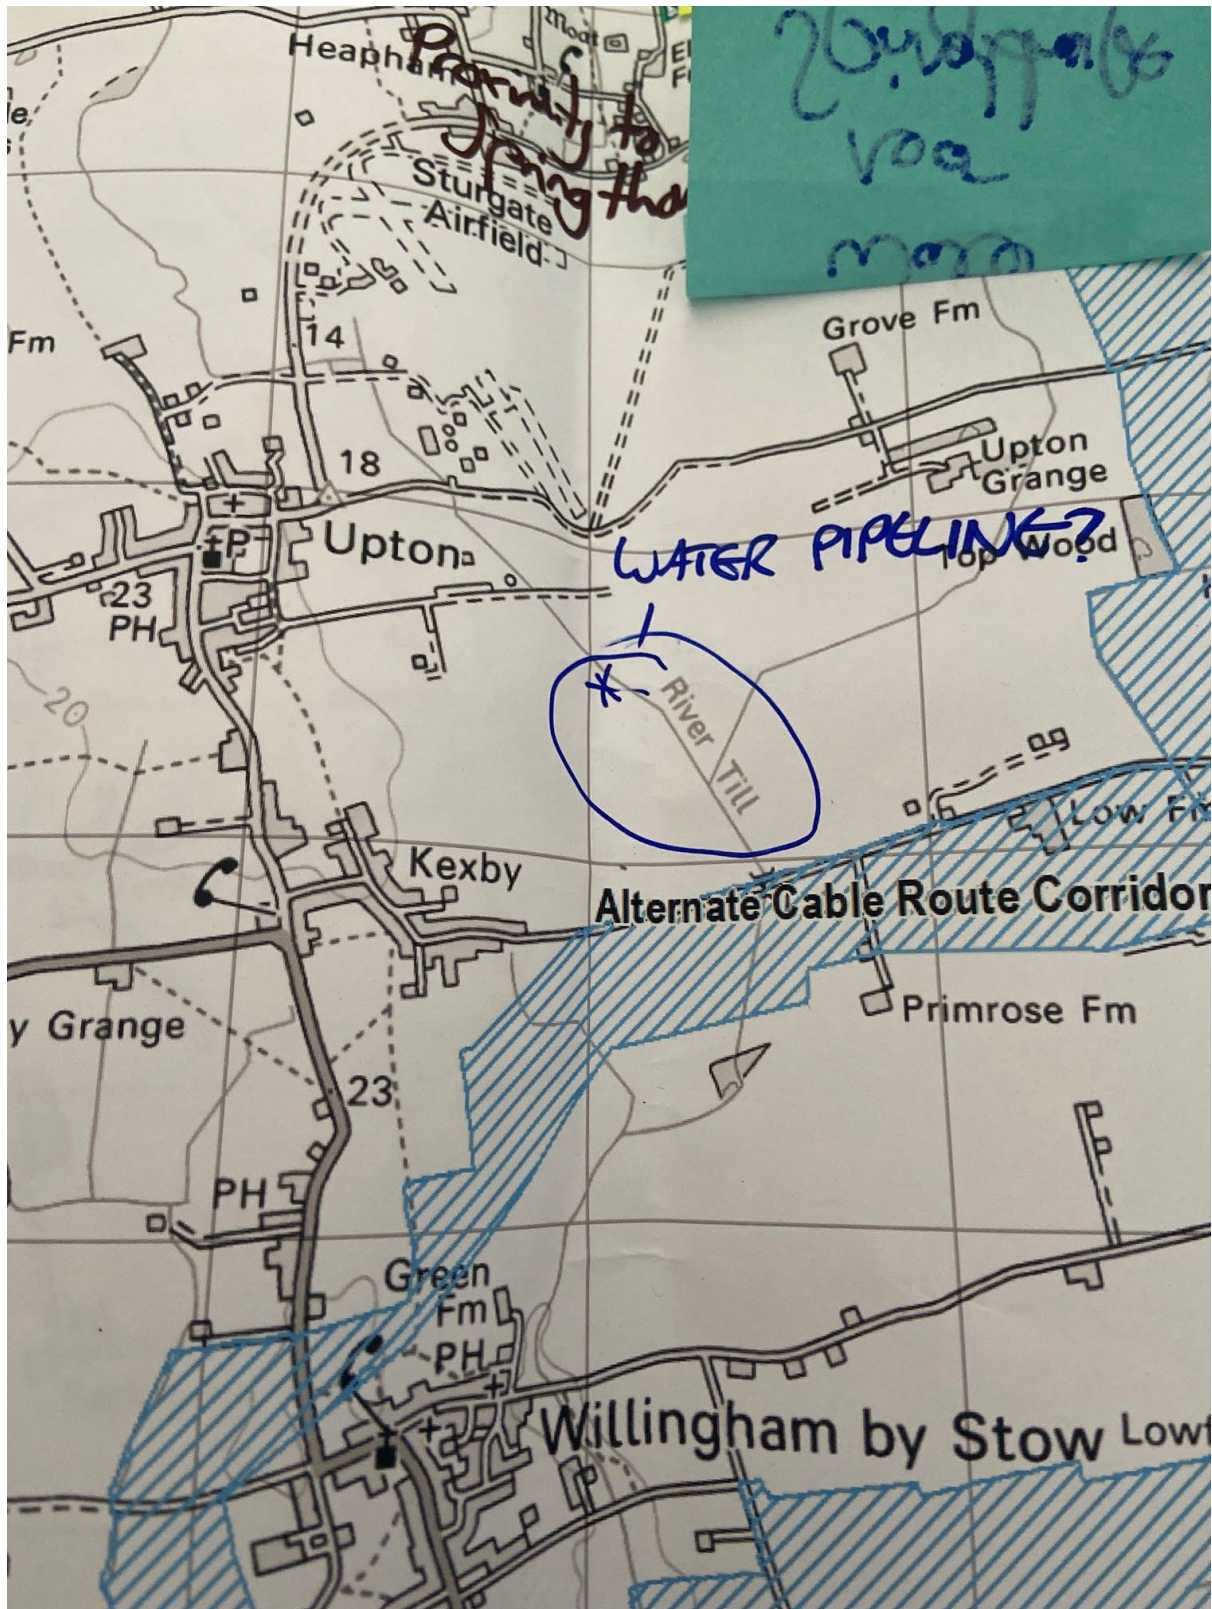 Moat
Heapham
Proximity to
Sturgate
Airfield
Fm
14
Grove Fm
18
Upton
Grange
P
Upton
WATER PIPELINE?
Top Wood
23
PH
20
River Till
Low Fm
Kexby
Alternate Cable Route Corridor
y Grange
Primrose Fm
23
PH
Green
Fm
PH
Willingham by Stow
Lowf